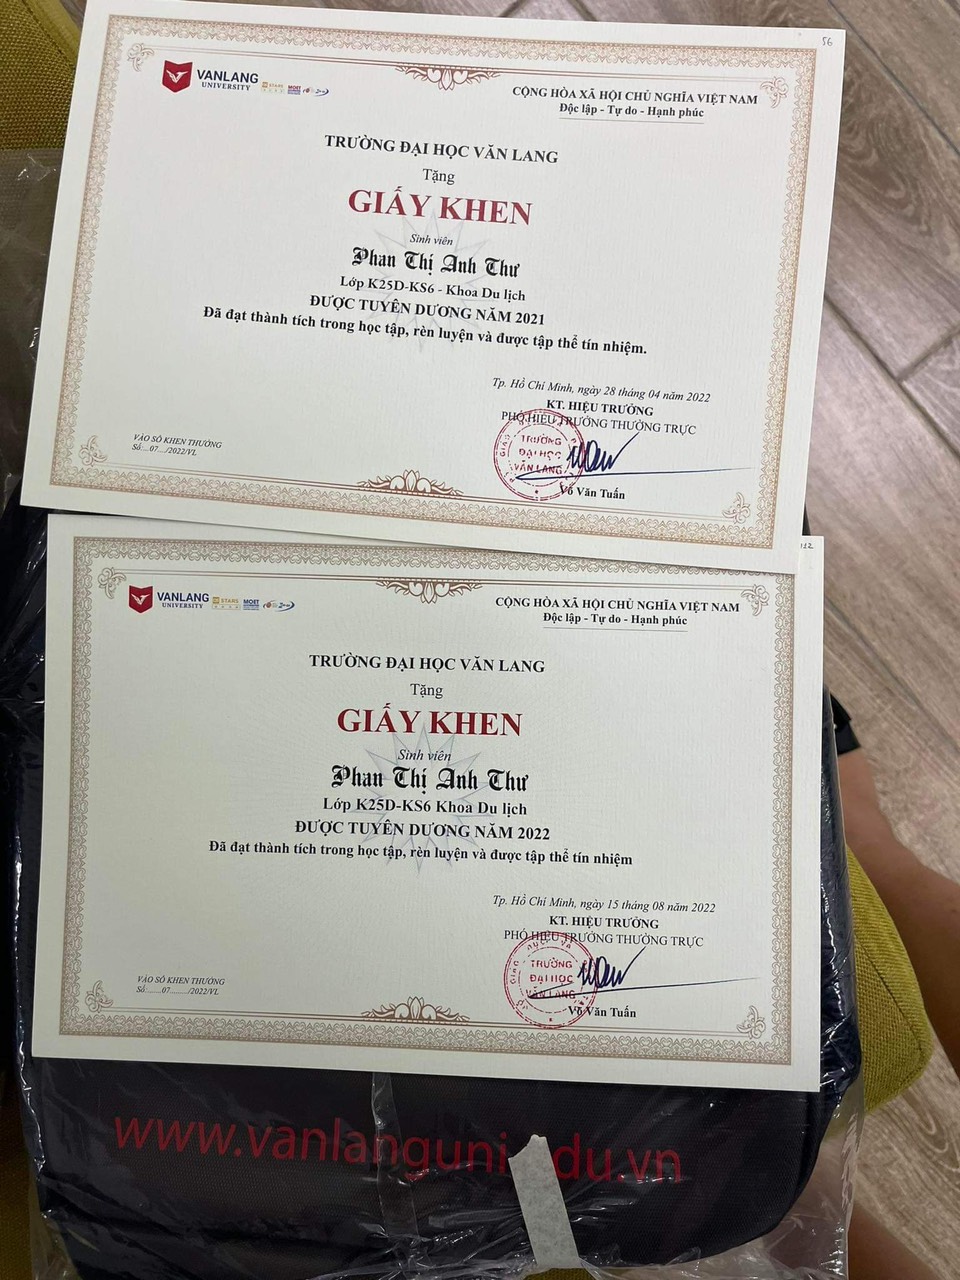 56
VANLANG
UNIVERSITY
STARS
MOET
CỘNG HÒA XÃ HỘI CHỦ NGHĨA VIỆT NAM
Độc lập - Tự do - Hạnh phúc
TRƯỜNG ĐẠI HỌC VĂN LANG
Tặng
GIẤY KHEN
Sinh viên
Phan Thị Anh Thư
Lớp K25D-KS6 - Khoa Du lịch
ĐƯỢC TUYÊN DƯƠNG NĂM 2021
Đã đạt thành tích trong học tập, rèn luyện và được tập thể tín nhiệm.
Tp. Hồ Chí Minh, ngày 28 tháng 04 năm 2022
KT. HIỆU TRƯỞNG
PHÓ HIỆU TRƯỞNG THƯỜNG TRỰC
TRƯỜNG
ĐẠI HỌC
VĂN LANG
Võ Văn Tuấn
VÀO SỔ KHEN THƯỞNG
Số....07..../2022/VL
112
VANLANG
UNIVERSITY
STARS
MOET
CỘNG HÒA XÃ HỘI CHỦ NGHĨA VIỆT NAM
Độc lập - Tự do - Hạnh phúc
TRƯỜNG ĐẠI HỌC VĂN LANG
Tặng
GIẤY KHEN
Sinh viên
Phan Thị Anh Thư
Lớp K25D-KS6 Khoa Du lịch
ĐƯỢC TUYÊN DƯƠNG NĂM 2022
Đã đạt thành tích trong học tập, rèn luyện và được tập thể tín nhiệm
Tp. Hồ Chí Minh, ngày 15 tháng 08 năm 2022
KT. HIỆU TRƯỞNG
PHÓ HIỆU TRƯỞNG THƯỜNG TRỰC
TRƯỜNG
ĐẠI HỌC
VĂN LANG
Võ Văn Tuấn
VÀO SỔ KHEN THƯỞNG
Số........07........./2022/VL
www.vanlanguni.edu.vn